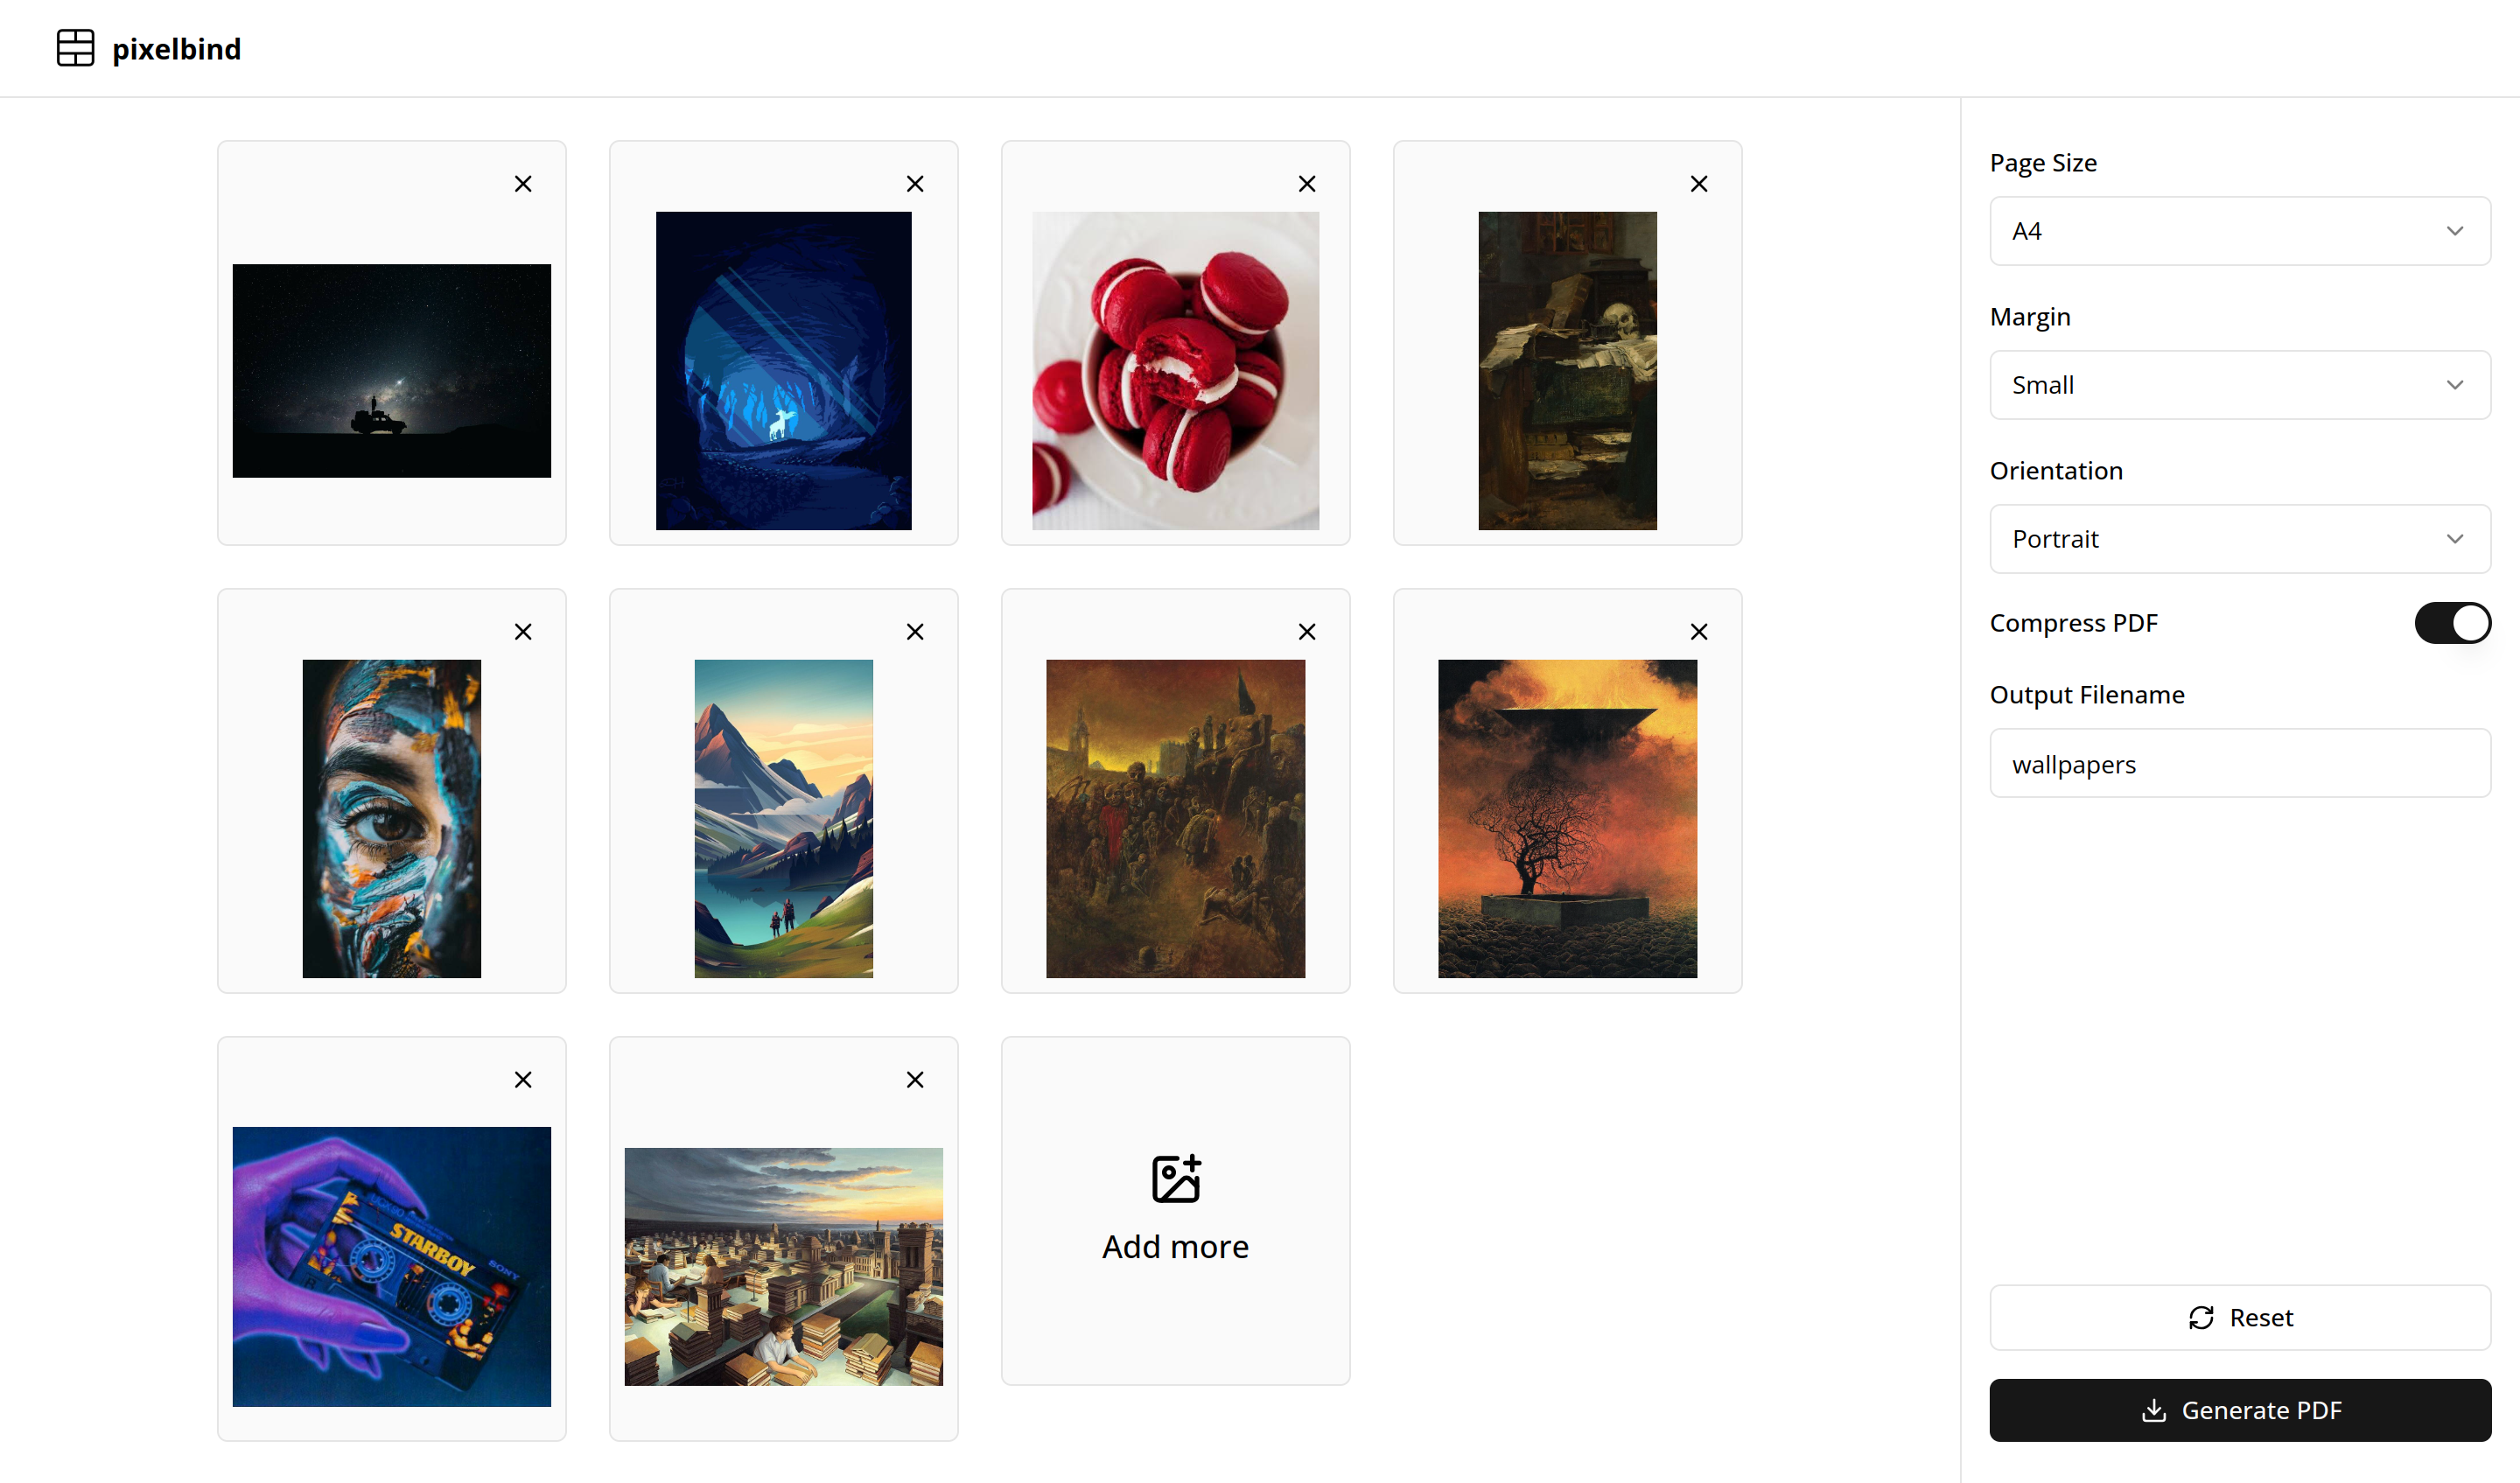 pixelbind
Page Size
A4
Margin
Small
Orientation
Portrait
Compress PDF
Output Filename
wallpapers
STARBOY
SONY
Add more
Reset
Generate PDF